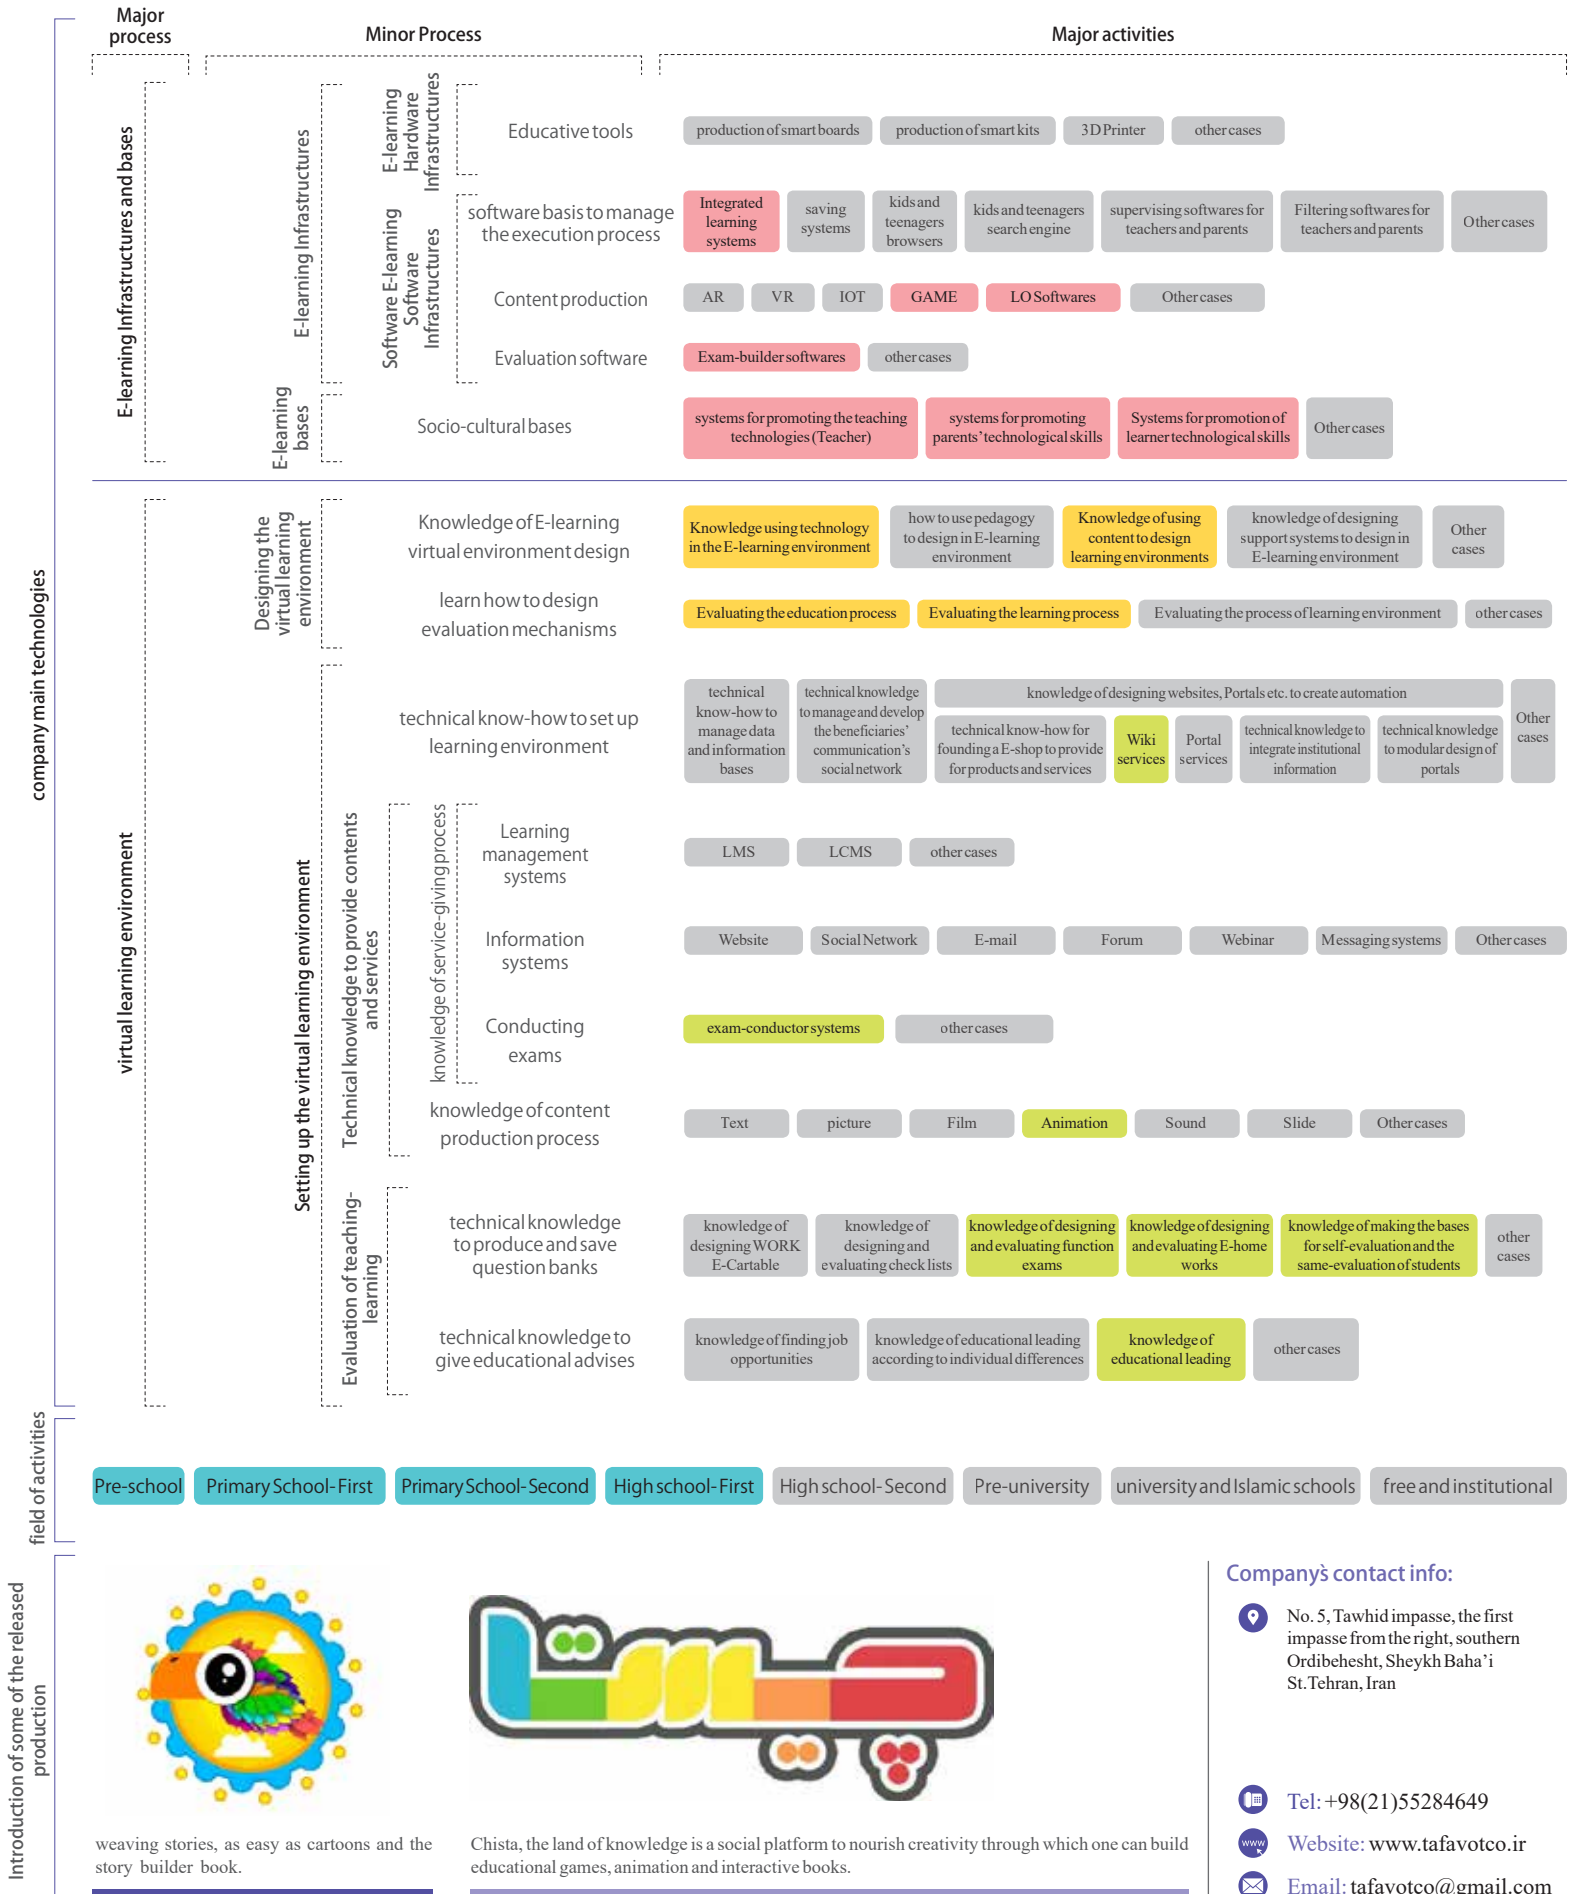 Major
process
Minor Process
Major activities
company main technologies
E-learning Infrastructures and bases
E-learning Infrastructures
E-learning
Hardware
Infrastructures
Educative tools
production of smart boards
production of smart kits
3D Printer
other cases
Software E-learning
Software
Infrastructures
software basis to manage
the execution process
Integrated
learning
systems
saving
systems
kids and
teenagers
browsers
kids and teenagers
search engine
supervising softwares for
teachers and parents
Filtering softwares for
teachers and parents
Other cases
Content production
AR
VR
IOT
GAME
LO Softwares
Other cases
Evaluation software
Exam-builder softwares
other cases
E-learning
bases
Socio-cultural bases
systems for promoting the teaching
technologies (Teacher)
systems for promoting
parents’ technological skills
Systems for promotion of
learner technological skills
Other cases
virtual learning environment
Designing the
virtual learning
environment
Knowledge of E-learning
virtual environment design
Knowledge using technology
in the E-learning environment
how to use pedagogy
to design in E-learning
environment
Knowledge of using
content to design
learning environments
knowledge of designing
support systems to design in
E-learning environment
Other
cases
learn how to design
evaluation mechanisms
Evaluating the education process
Evaluating the learning process
Evaluating the process of learning environment
other cases
Setting up the virtual learning environment
technical know-how to set up
learning environment
technical
know-how to
manage data
and information
bases
technical knowledge
to manage and develop
the beneficiaries’
communication’s
social network
knowledge of designing websites, Portals etc. to create automation
technical know-how for
founding a E-shop to provide
for products and services
Wiki
services
Portal
services
technical knowledge to
integrate institutional
information
technical knowledge
to modular design of
portals
Other
cases
Technical knowledge to provide contents
and services
knowledge of service-giving process
Learning
management
systems
LMS
LCMS
other cases
Information
systems
Website
Social Network
E-mail
Forum
Webinar
Messaging systems
Other cases
Conducting
exams
exam-conductor systems
other cases
knowledge of content
production process
Text
picture
Film
Animation
Sound
Slide
Other cases
Evaluation of teaching-
learning
technical knowledge
to produce and save
question banks
knowledge of
designing WORK
E-Cartable
knowledge of
designing and
evaluating check lists
knowledge of designing
and evaluating function
exams
knowledge of designing
and evaluating E-home
works
knowledge of making the bases
for self-evaluation and the
same-evaluation of students
other
cases
technical knowledge to
give educational advises
knowledge of finding job
opportunities
knowledge of educational leading
according to individual differences
knowledge of
educational leading
other cases
field of activities
Pre-school
Primary School- First
Primary School- Second
High school- First
High school- Second
Pre-university
university and Islamic schools
free and institutional
Introduction of some of the released
production
چیستا
weaving stories, as easy as cartoons and the
story builder book.
Chista, the land of knowledge is a social platform to nourish creativity through which one can build
educational games, animation and interactive books.
Company`s contact info:
No. 5, Tawhid impasse, the first
impasse from the right, southern
Ordibehesht, Sheykh Baha’i
St.Tehran, Iran
Tel: +98(21)55284649
www
Website: www.tafavotco.ir
Email: tafavotco@gmail.com